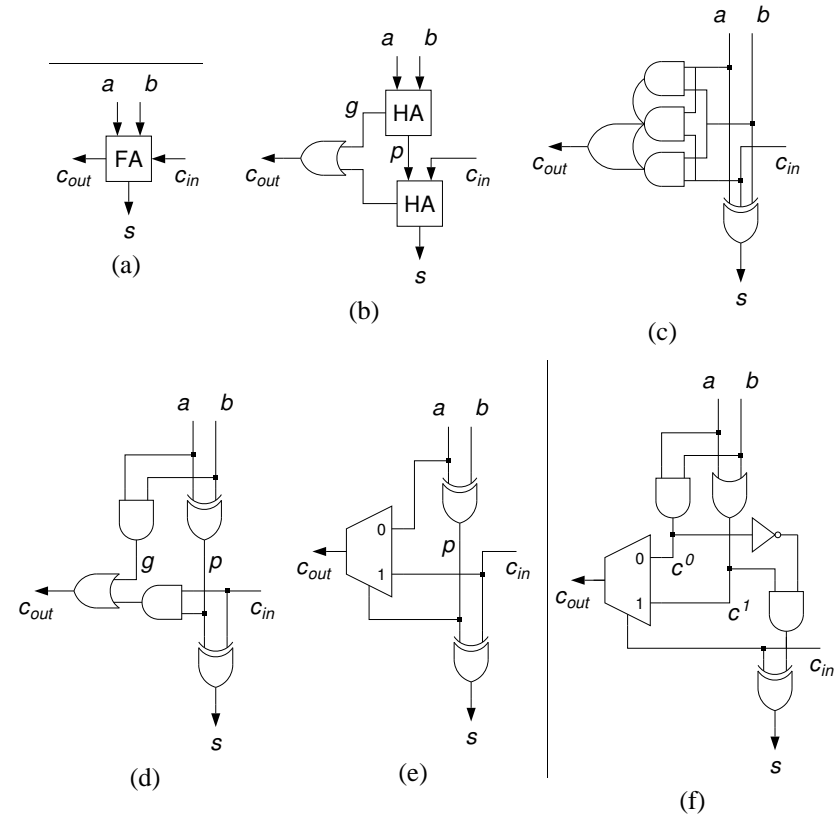 a b
FA
c_out c_in
s
(a)
a b
g HA
p
c_out c_in
HA
s
(b)
a b
c_out c_in
s
(c)
a b
g p
c_out c_in
s
(d)
a b
0
p
c_out 1 c_in
s
(e)
a b
0 c^0
c_out
1 c^1
c_in
s
(f)